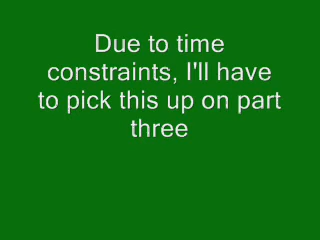 Due to time
constraints, I'll have
to pick this up on part
three